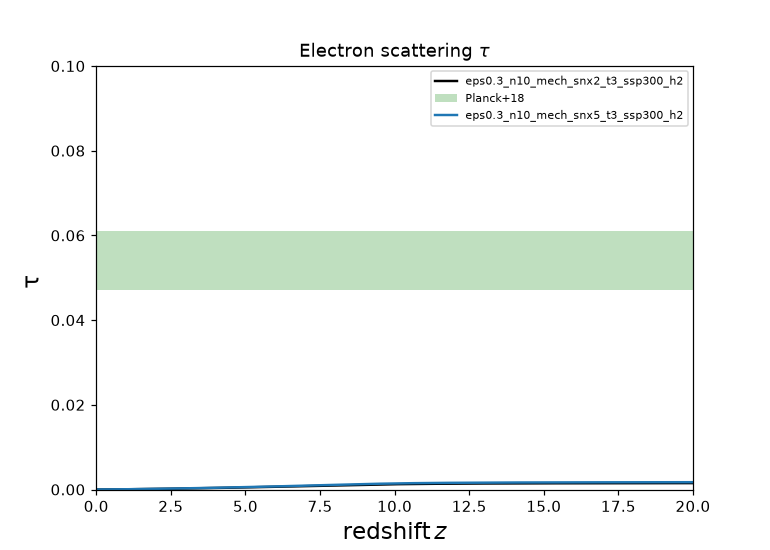 Electron scattering τ
eps0.3_n10_mech_snx2_t3_ssp300_h2
Planck+18
eps0.3_n10_mech_snx5_t3_ssp300_h2
0.10
0.08
0.06
0.04
0.02
0.00
τ
0.0 2.5 5.0 7.5 10.0 12.5 15.0 17.5 20.0
redshift z